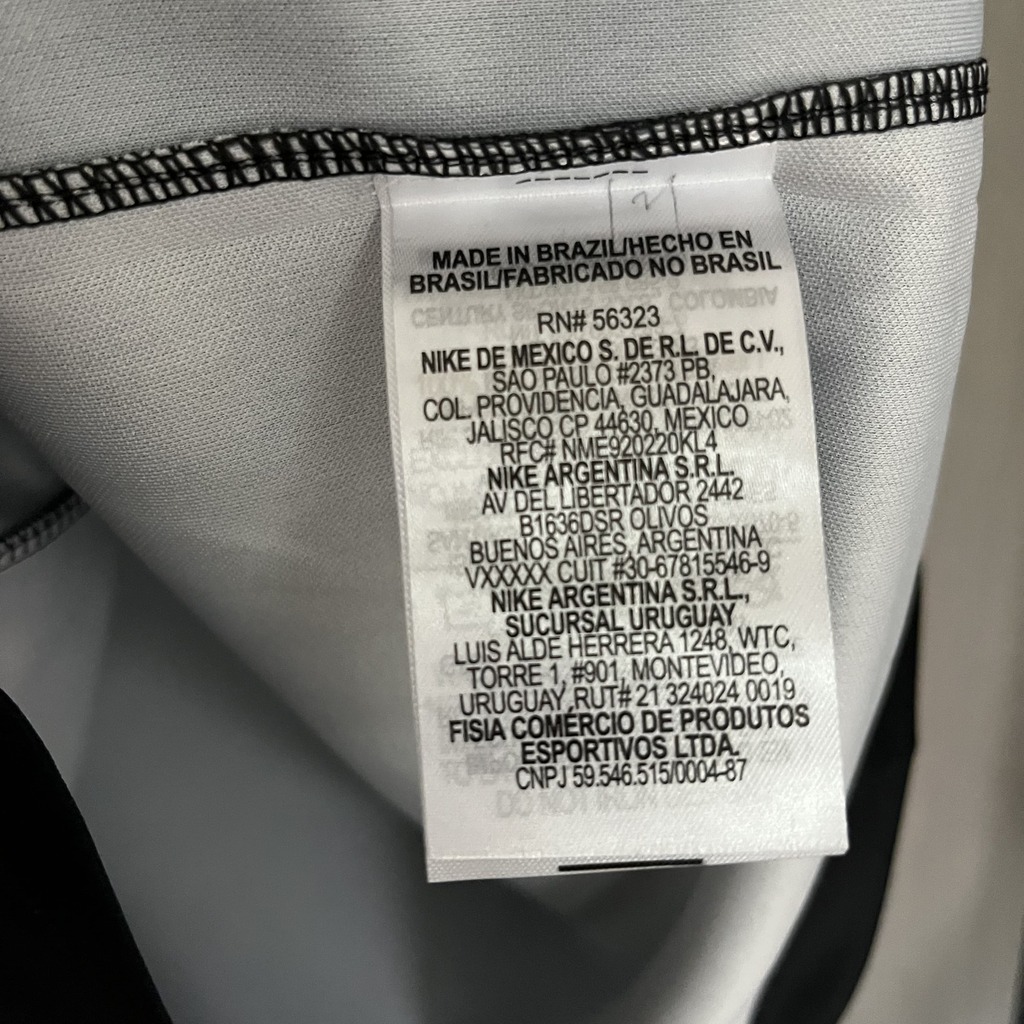 MADE IN BRAZIL/HECHO EN
BRASIL/FABRICADO NO BRASIL
RN# 56323
NIKE DE MEXICO S. DE R.L. DE C.V.,
SAO PAULO #2373 PB,
COL. PROVIDENCIA, GUADALAJARA,
JALISCO CP 44630, MEXICO
RFC# NME920220KL4
NIKE ARGENTINA S.R.L.
AV DEL LIBERTADOR 2442
B1636DSR OLIVOS
BUENOS AIRES, ARGENTINA
VXXXXX CUIT #30-67815546-9
NIKE ARGENTINA S.R.L.,
SUCURSAL URUGUAY
LUIS ALDE HERRERA 1248, WTC,
TORRE 1, #901, MONTEVIDEO,
URUGUAY RUT# 21 324024 0019
FISIA COMÉRCIO DE PRODUTOS
ESPORTIVOS LTDA.
CNPJ 59.546.515/0004-87